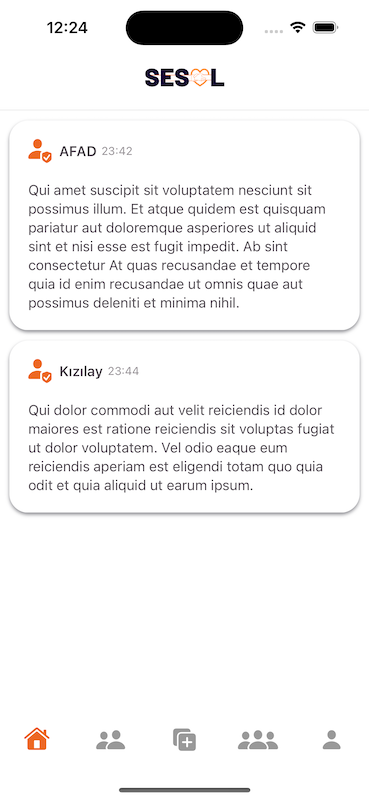 12:24
SESOL
AFAD 23:42
Qui amet suscipit sit voluptatem nesciunt sit
possimus illum. Et atque quidem est quisquam
pariatur aut doloremque asperiores ut aliquid
sint et nisi esse est fugit impedit. Ab sint
consectetur At quas recusandae et tempore
quia id enim recusandae ut omnis quae aut
possimus deleniti et minima nihil.
Kızılay 23:44
Qui dolor commodi aut velit reiciendis id dolor
maiores est ratione reiciendis sit voluptas fugiat
ut dolor voluptatem. Vel odio eaque eum
reiciendis aperiam est eligendi totam quo quia
odit et quia aliquid ut earum ipsum.